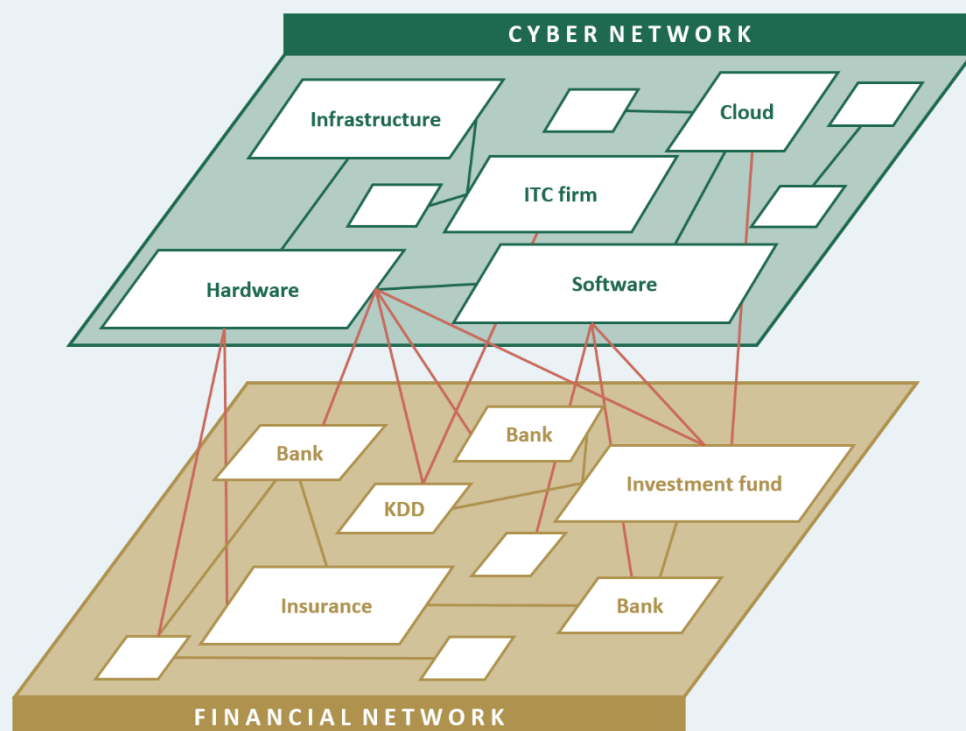 CYBER NETWORK
Infrastructure
Cloud
ITC firm
Hardware
Software
Bank
Bank
KDD
Investment fund
Insurance
Bank
FINANCIAL NETWORK